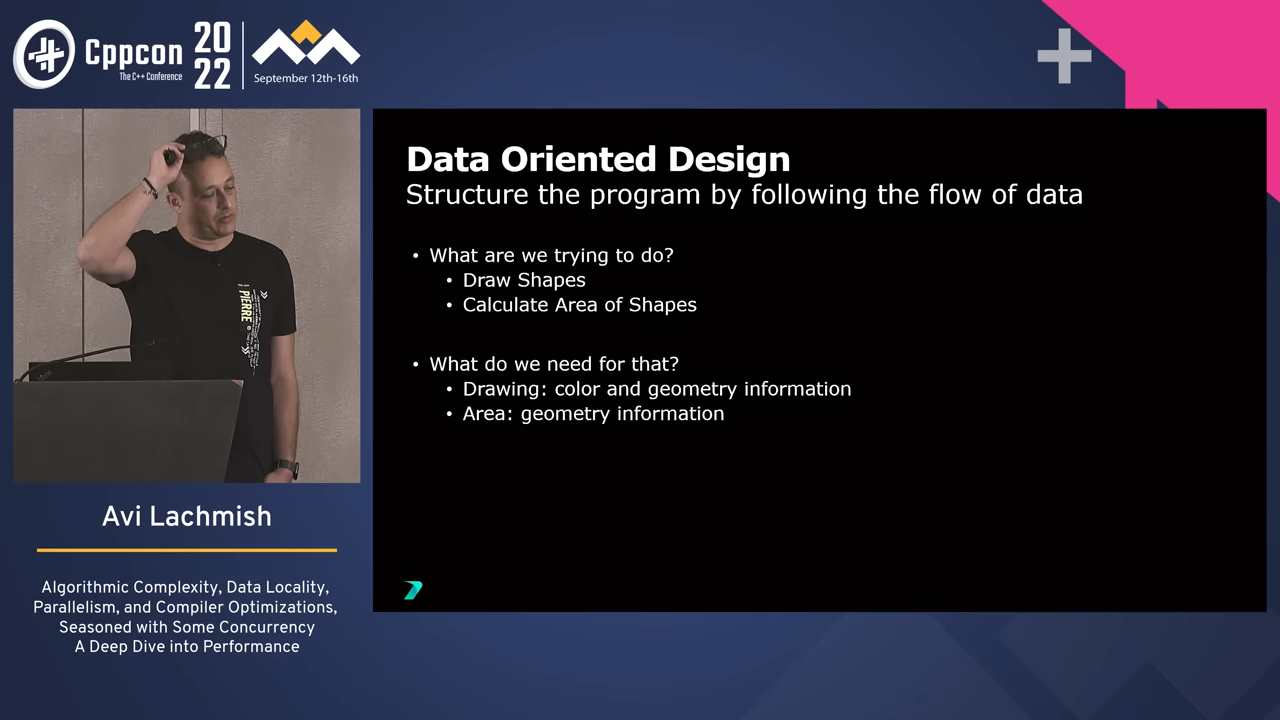 Cppcon
The C++ Conference
20
22
September 12th-16th
PIERRE
Data Oriented Design
Structure the program by following the flow of data
• What are we trying to do?
• Draw Shapes
• Calculate Area of Shapes
• What do we need for that?
• Drawing: color and geometry information
• Area: geometry information
Avi Lachmish
Algorithmic Complexity, Data Locality,
Parallelism, and Compiler Optimizations,
Seasoned with Some Concurrency
A Deep Dive into Performance